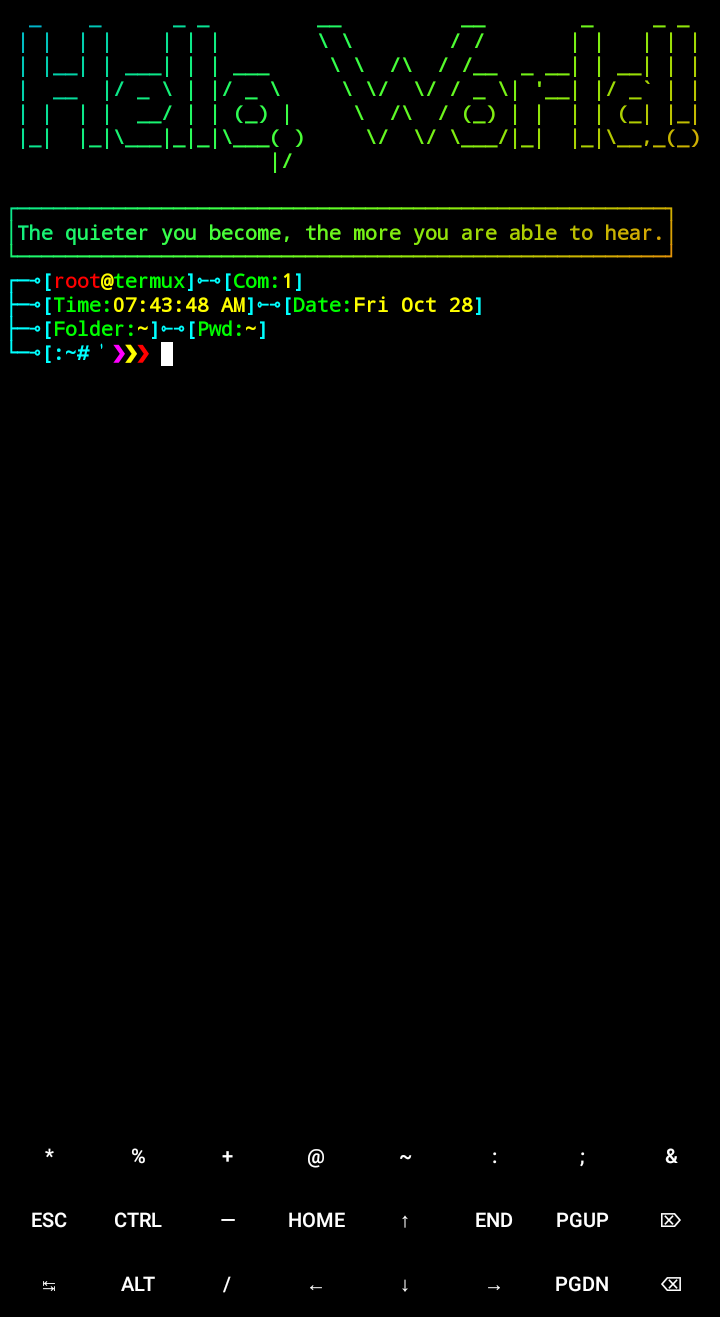 Hello, World!
The quieter you become, the more you are able to hear.
┌──⊸[root@termux]⊷⊸[Com:1]
├──⊸[Time:07:43:48 AM]⊷⊸[Date:Fri Oct 28]
├──⊸[Folder:~]⊷⊸[Pwd:~]
└──⊸[:~# ' ❯❯❯
* % + @ ~ : ; &
ESC CTRL — HOME ↑ END PGUP ⌦
↹ ALT / ← ↓ → PGDN ⌫